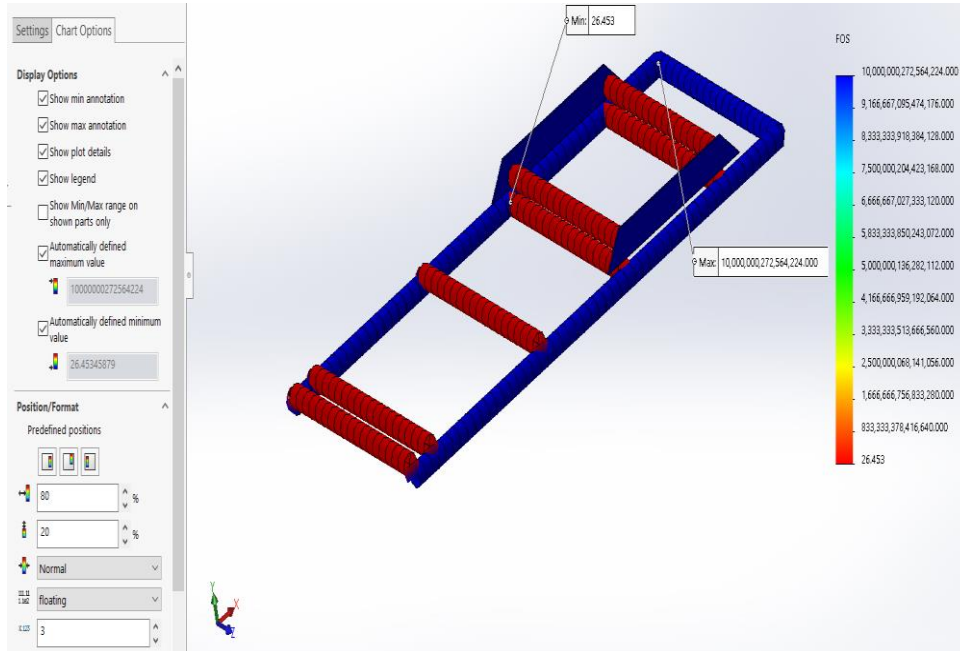 Settings
Chart Options
Display Options
Show min annotation
Show max annotation
Show plot details
Show legend
Show Min/Max range on
shown parts only
Automatically defined
maximum value
10000000272564224
Automatically defined minimum
value
26.45345879
Position/Format
Predefined positions
80
%
20
%
Normal
floating
3
Min: 26.453
Max: 10,000,000,272,564,224.000
FOS
10,000,000,272,564,224.000
9,166,667,095,474,176.000
8,333,333,918,384,128.000
7,500,000,204,423,168.000
6,666,667,027,333,120.000
5,833,333,850,243,072.000
5,000,000,136,282,112.000
4,166,666,959,192,064.000
3,333,333,513,666,560.000
2,500,000,068,141,056.000
1,666,666,756,833,280.000
833,333,378,416,640.000
26.453
Y
X
Z